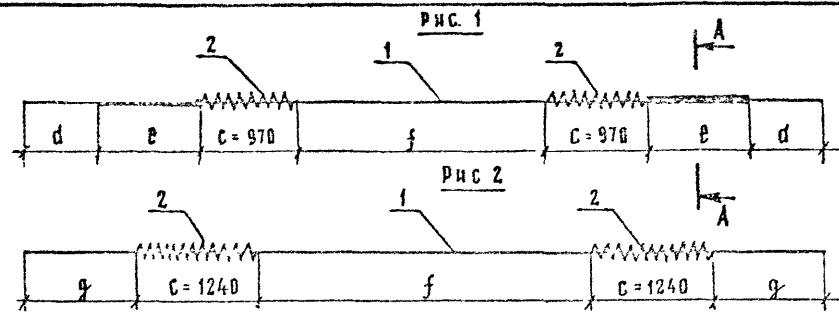 Рис. 1
2 1 2 А
d e C = 970 f C = 970 e d
Рис 2
А
2 1 2
g C = 1240 f C = 1240 g